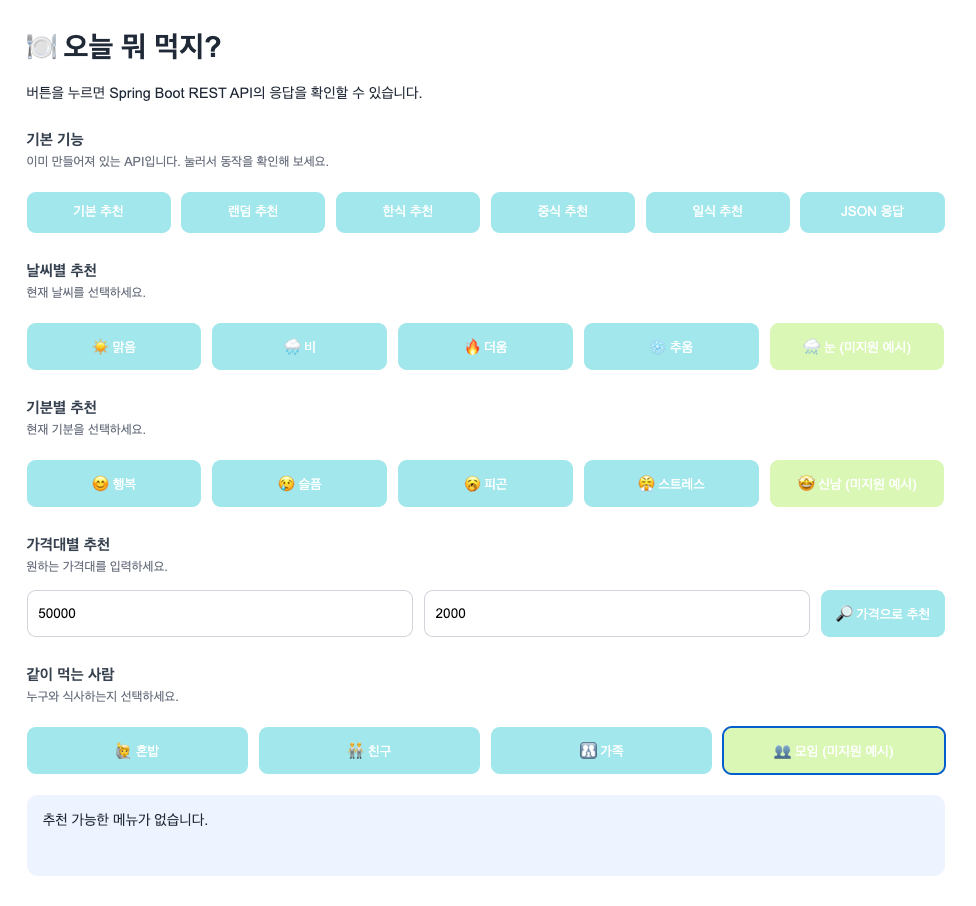 🍽️ 오늘 뭐 먹지?
버튼을 누르면 Spring Boot REST API의 응답을 확인할 수 있습니다.
기본 기능
이미 만들어져 있는 API입니다. 눌러서 동작을 확인해 보세요.
기본 추천 랜덤 추천 한식 추천 중식 추천 일식 추천 JSON 응답
날씨별 추천
현재 날씨를 선택하세요.
☀️ 맑음 🌧️ 비 🔥 더움 ❄️ 추움 🌨️ 눈 (미지원 예시)
기분별 추천
현재 기분을 선택하세요.
😊 행복 😢 슬픔 😪 피곤 😤 스트레스 🤩 신남 (미지원 예시)
가격대별 추천
원하는 가격대를 입력하세요.
50000 2000 🔎 가격으로 추천
같이 먹는 사람
누구와 식사하는지 선택하세요.
🙋 혼밥 👬 친구 👪 가족 👥 모임 (미지원 예시)
추천 가능한 메뉴가 없습니다.